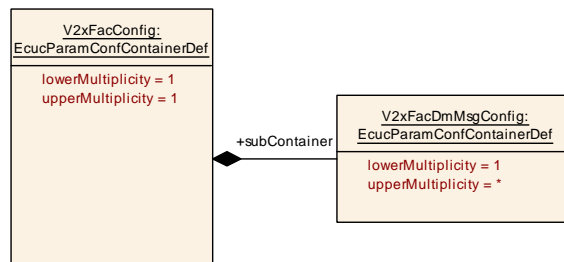 V2xFacConfig:
EcucParamConfContainerDef
lowerMultiplicity = 1
upperMultiplicity = 1
+subContainer
V2xFacDmMsgConfig:
EcucParamConfContainerDef
lowerMultiplicity = 1
upperMultiplicity = *